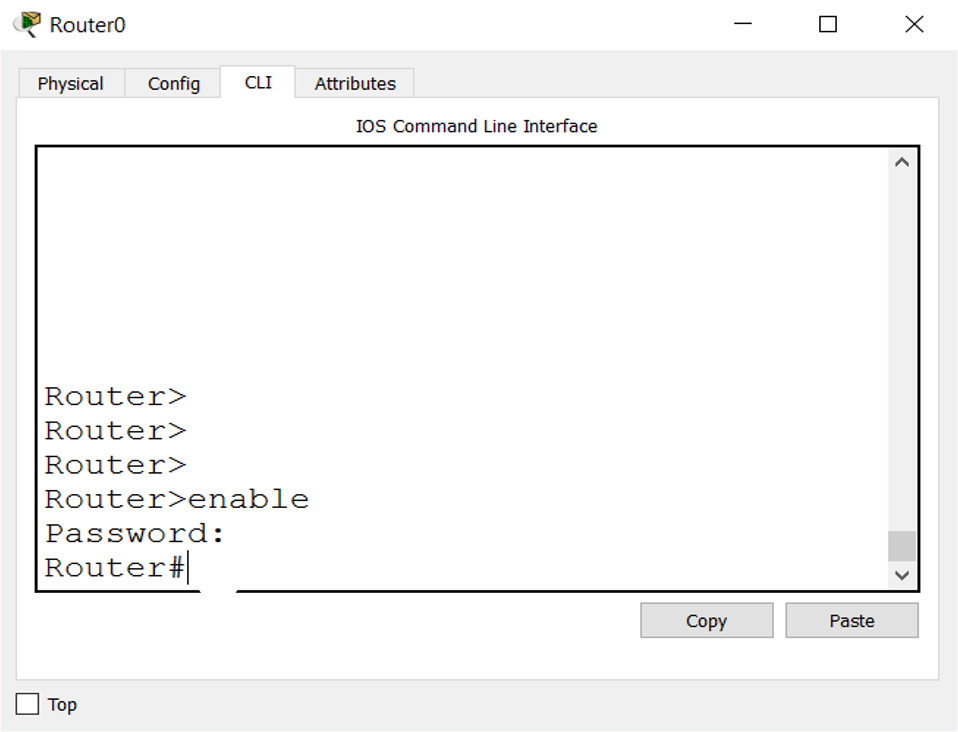 Router0
Physical Config CLI Attributes
IOS Command Line Interface
Router>
Router>
Router>
Router>enable
Password:
Router#
Copy Paste
Top